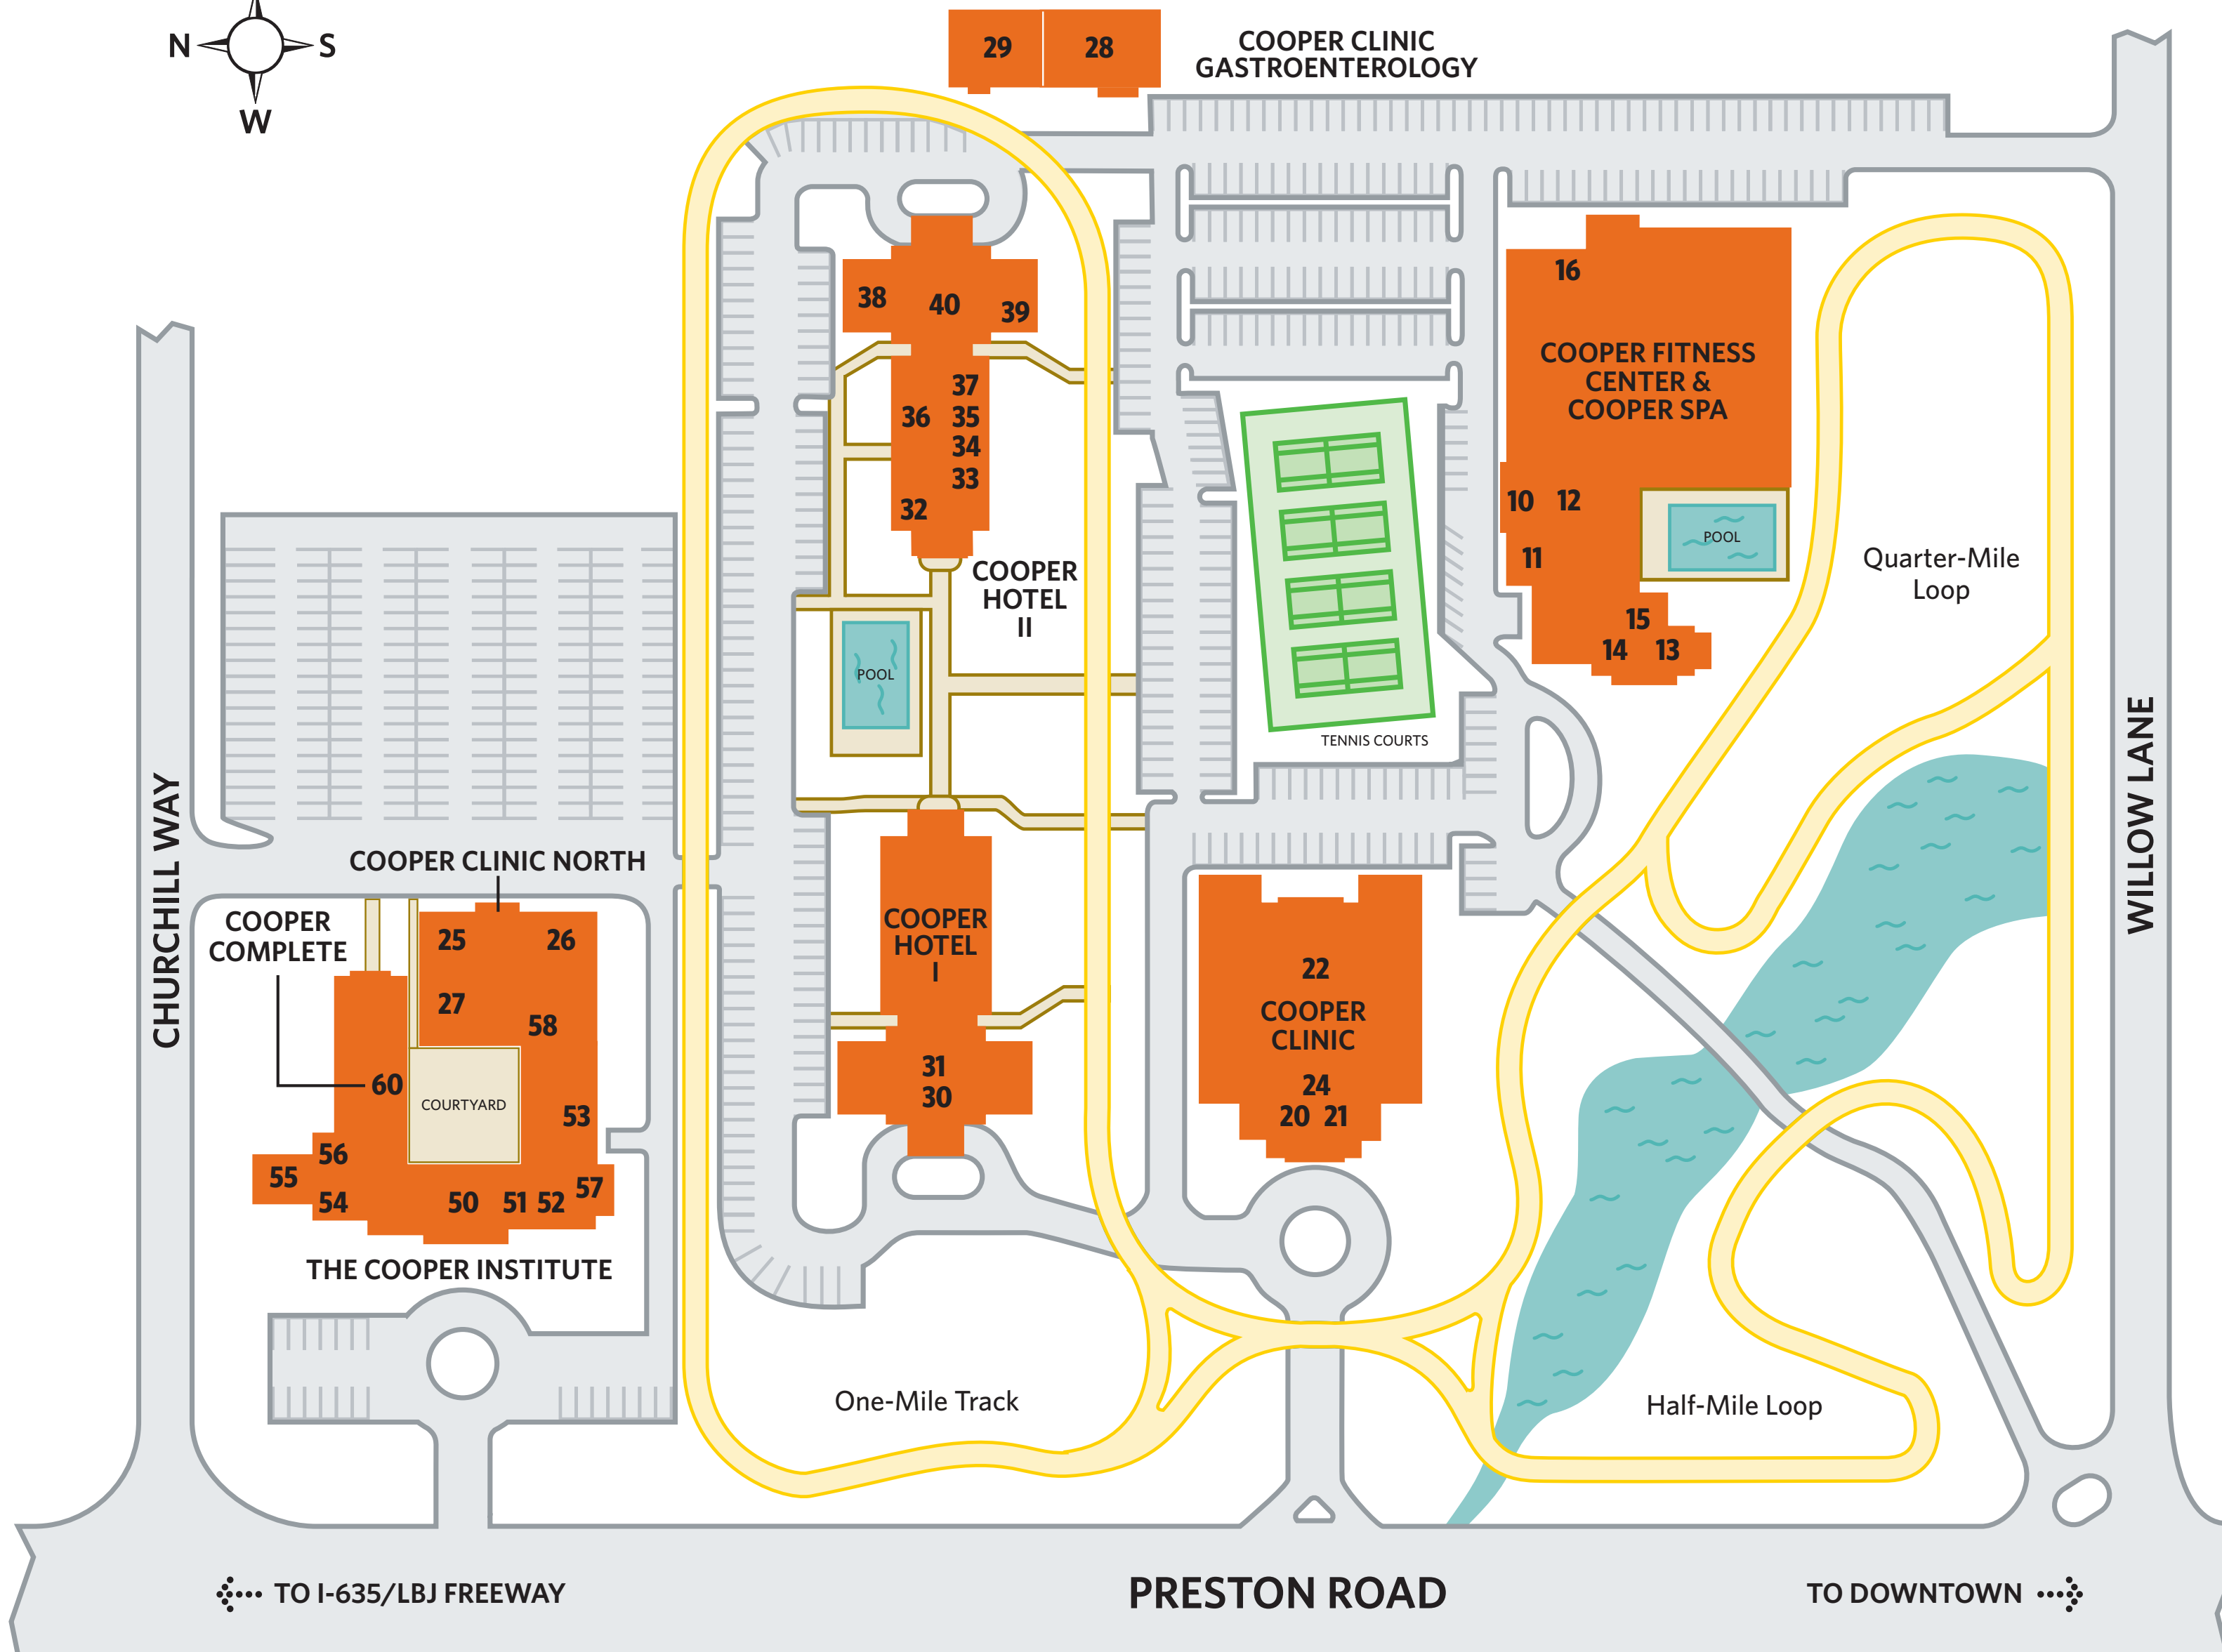 N
S
W
29
28
COOPER CLINIC
GASTROENTEROLOGY
38
40
39
37
36
35
34
33
32
COOPER
HOTEL
II
POOL
16
COOPER FITNESS
CENTER &
COOPER SPA
10
12
11
POOL
15
14
13
Quarter-Mile
Loop
TENNIS COURTS
CHURCHILL WAY
WILLOW LANE
COOPER CLINIC NORTH
COOPER
COMPLETE
25
26
27
58
60
COURTYARD
53
56
55
54
50
51
52
57
THE COOPER INSTITUTE
COOPER
HOTEL
I
31
30
22
COOPER
CLINIC
24
20
21
One-Mile Track
Half-Mile Loop
TO I-635/LBJ FREEWAY
PRESTON ROAD
TO DOWNTOWN